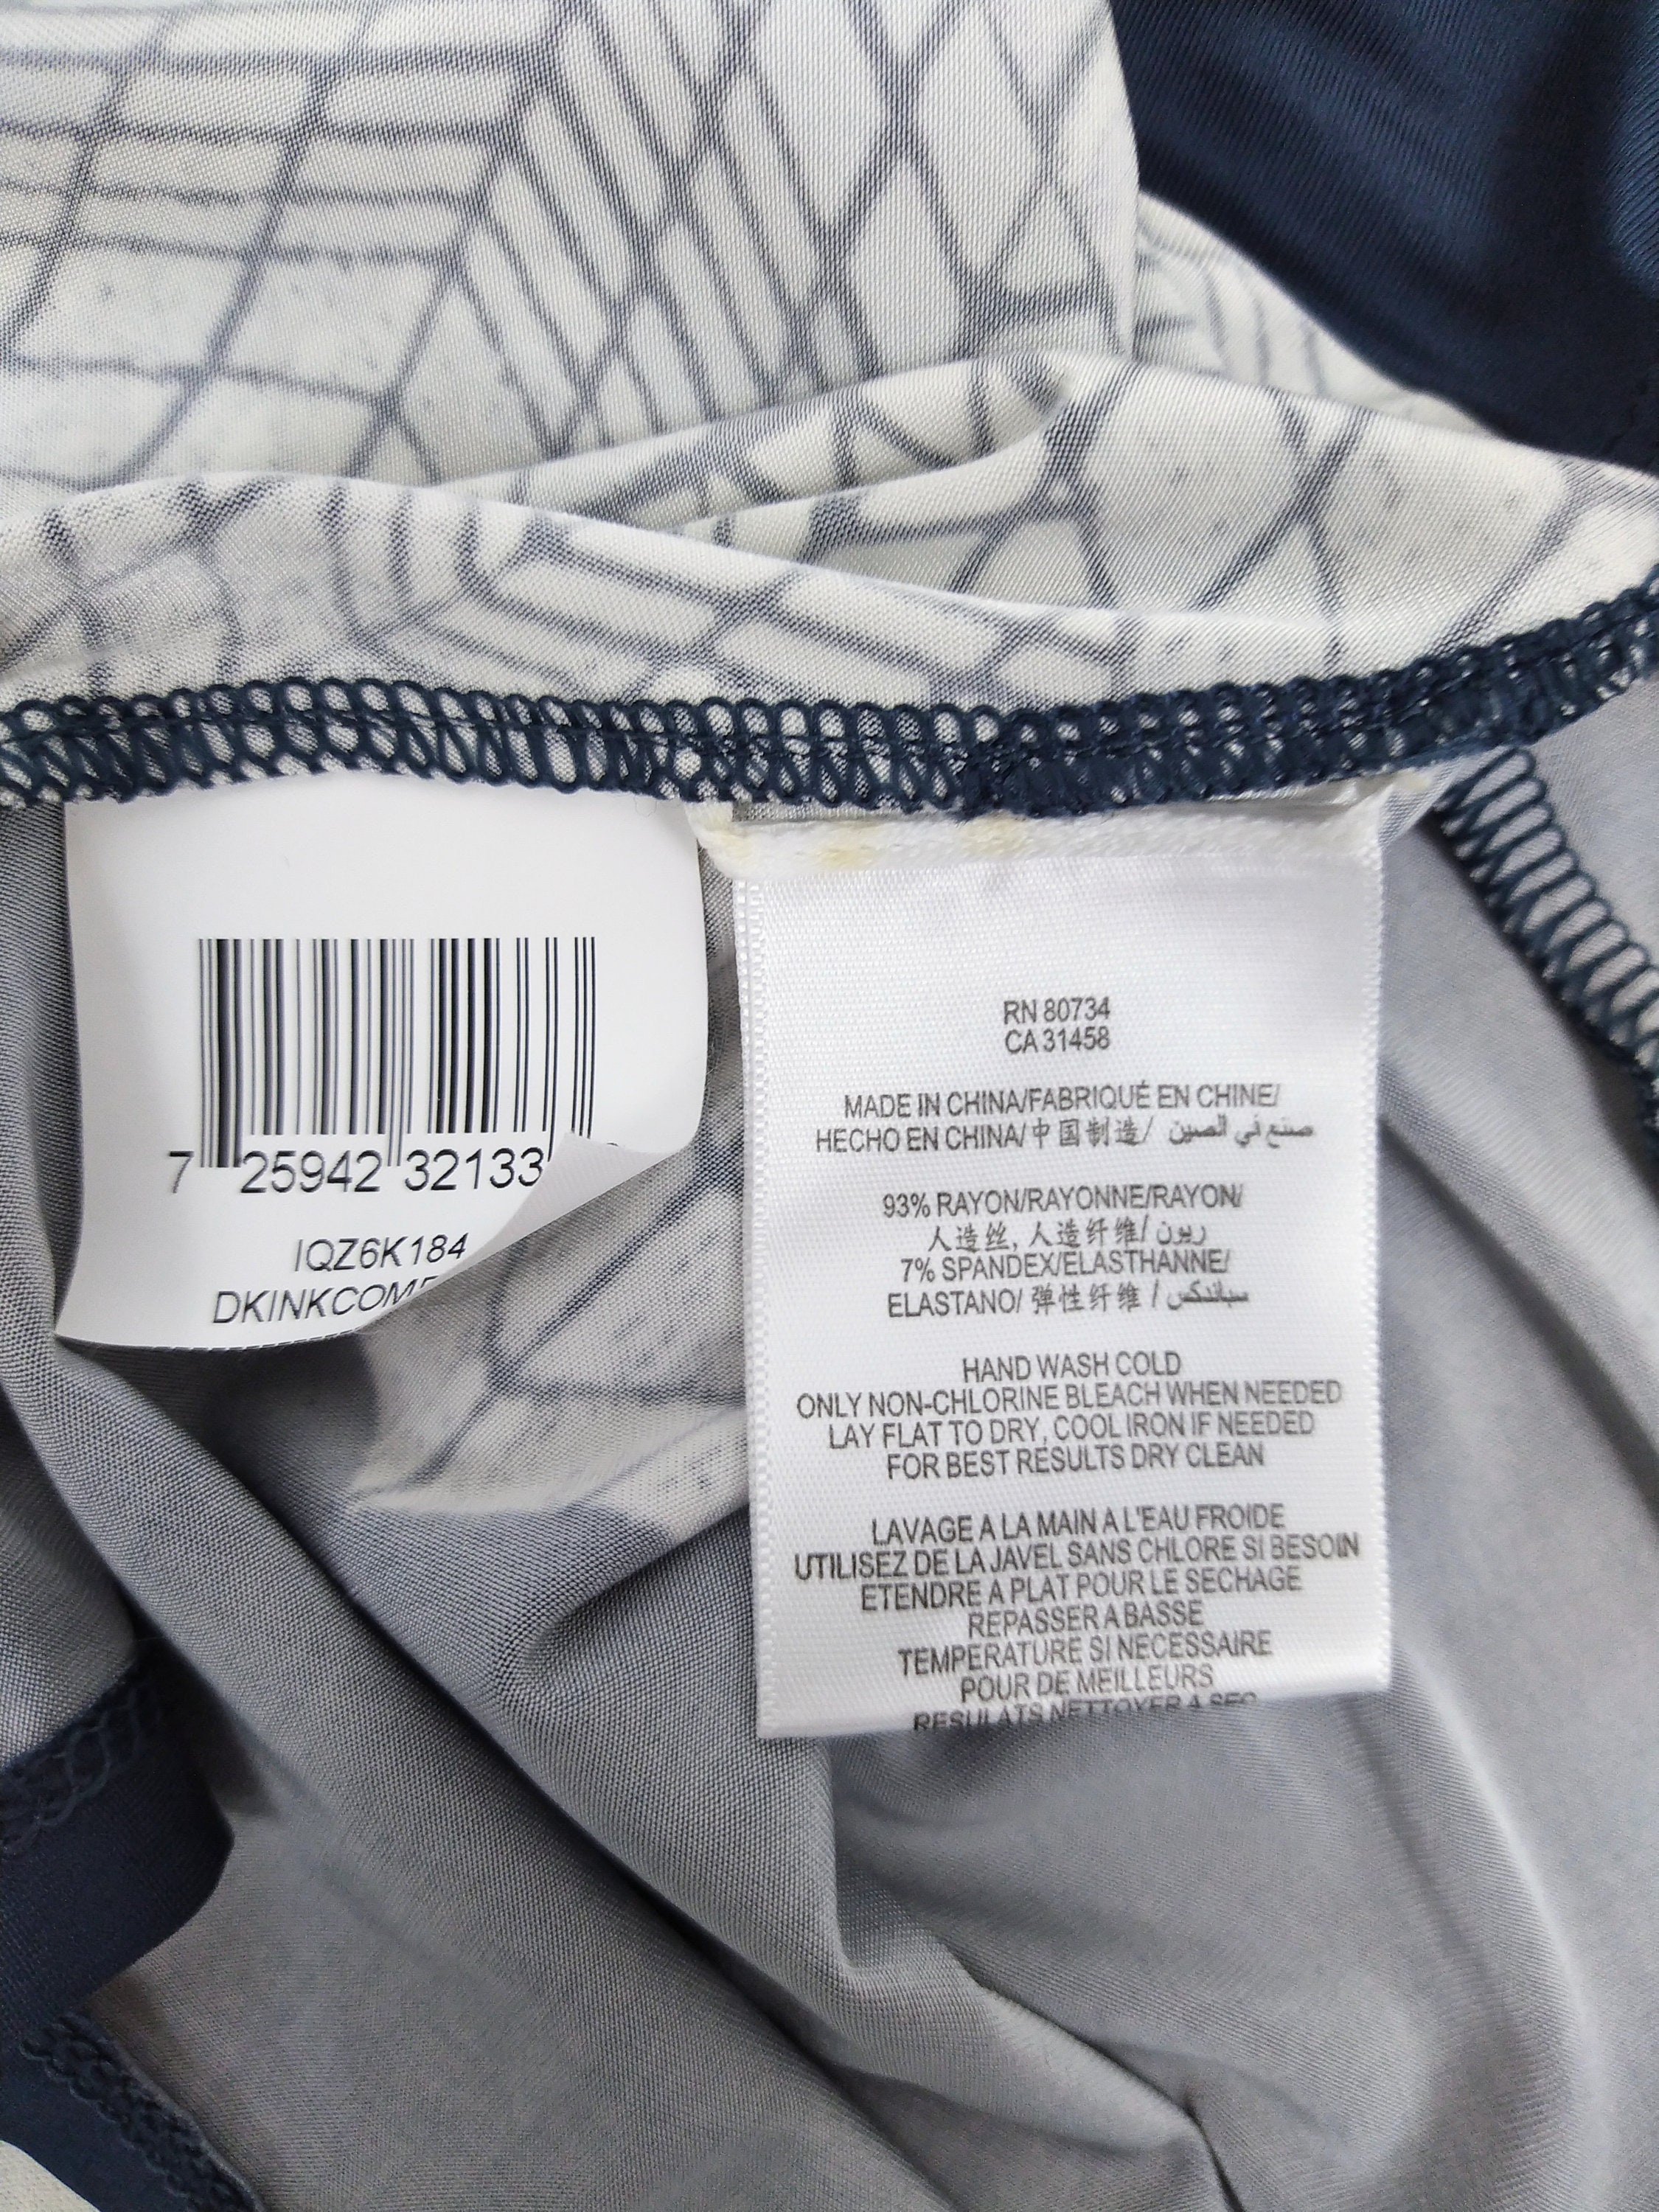 7 25942 32133
IQZ6K184
RN 80734
CA 31458
MADE IN CHINA/FABRIQUÉ EN CHINE/
HECHO EN CHINA/中国制造/ صنع في الصين
93% RAYON/RAYONNE/RAYON/
人造丝, 人造纤维/ ريون
7% SPANDEX/ELASTHANNE/
ELASTANO/ 弹性纤维 / سباندكس
HAND WASH COLD
ONLY NON-CHLORINE BLEACH WHEN NEEDED
LAY FLAT TO DRY, COOL IRON IF NEEDED
FOR BEST RESULTS DRY CLEAN
LAVAGE A LA MAIN A L'EAU FROIDE
UTILISEZ DE LA JAVEL SANS CHLORE SI BESOIN
ETENDRE A PLAT POUR LE SECHAGE
REPASSER A BASSE
TEMPERATURE SI NECESSAIRE
POUR DE MEILLEURS
RESULATS NETTOYER A SEC